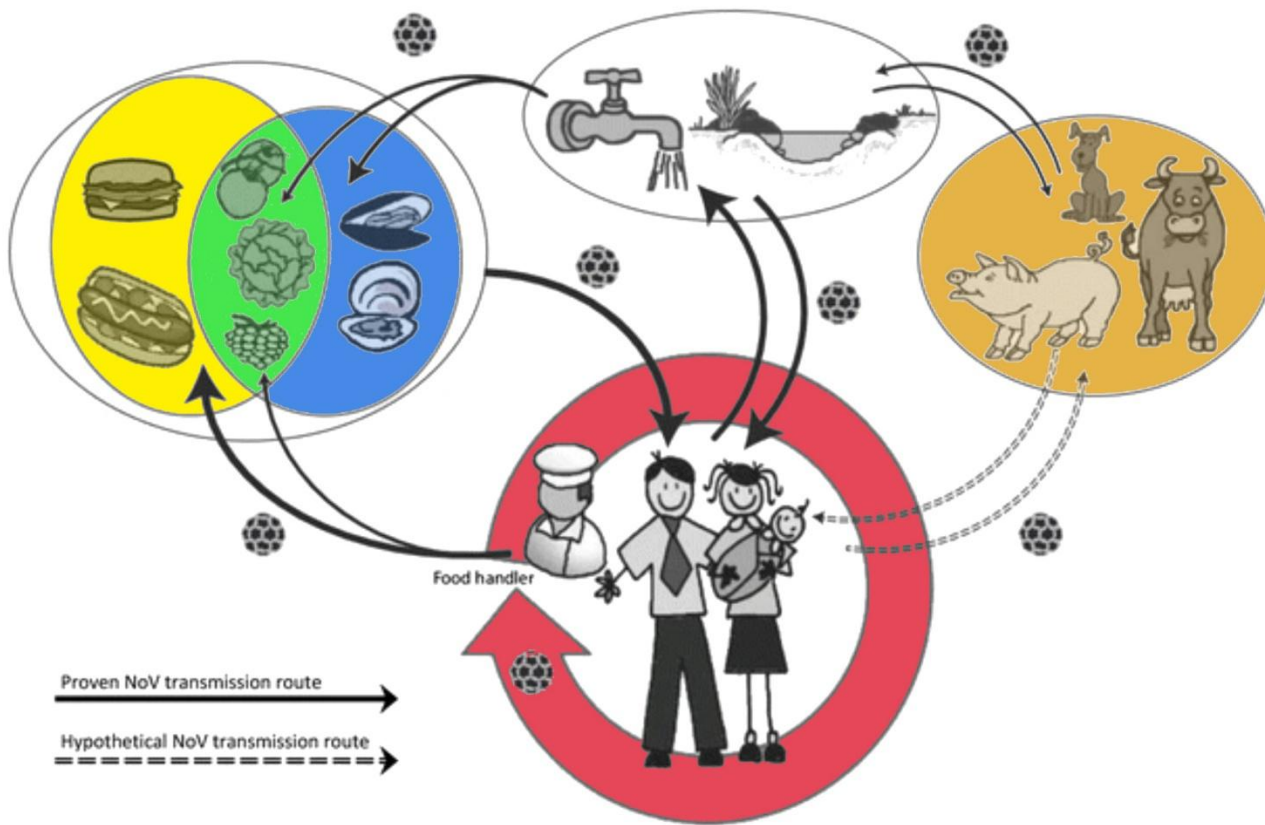 Food handler
Proven NoV transmission route
Hypothetical NoV transmission route